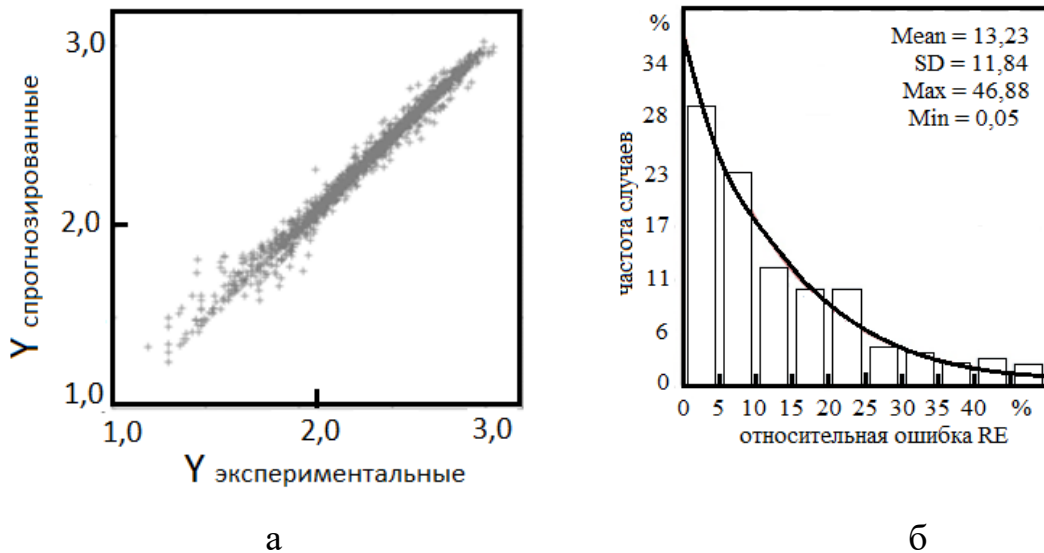 3,0
2,0
1,0
Y спрогнозированные
1,0 2,0 3,0
Y экспериментальные
а
%
34
28
23
17
11
6
0
частота случаев
Mean = 13,23
SD = 11,84
Max = 46,88
Min = 0,05
0 5 10 15 20 25 30 35 40 %
относительная ошибка RE
б